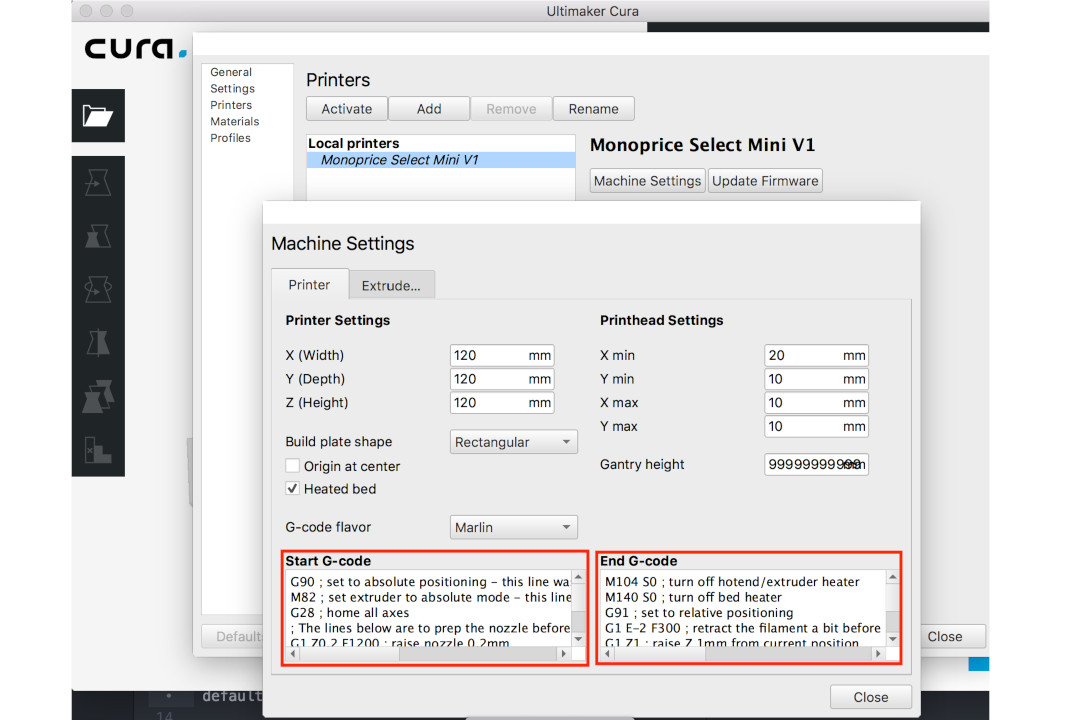 Ultimaker Cura
cura.
General
Settings
Printers
Materials
Profiles
Printers
Activate
Add
Remove
Rename
Local printers
Monoprice Select Mini V1
Monoprice Select Mini V1
Machine Settings
Update Firmware
Machine Settings
Printer
Extrude...
Printer Settings
X (Width)
120 mm
Y (Depth)
120 mm
Z (Height)
120 mm
Build plate shape
Rectangular
Origin at center
Heated bed
G-code flavor
Marlin
Printhead Settings
X min
20 mm
Y min
10 mm
X max
10 mm
Y max
10 mm
Gantry height
99999999999 mm
Start G-code
G90 ; set to absolute positioning - this line wa
M82 ; set extruder to absolute mode - this line
G28 ; home all axes
; The lines below are to prep the nozzle before
G1 Z0.2 F1200 ; raise nozzle 0.2mm
End G-code
M104 S0 ; turn off hotend/extruder heater
M140 S0 ; turn off bed heater
G91 ; set to relative positioning
G1 E-2 F300 ; retract the filament a bit before
G1 Z1 ; raise Z 1mm from current position
Default
Close
Close
default
14